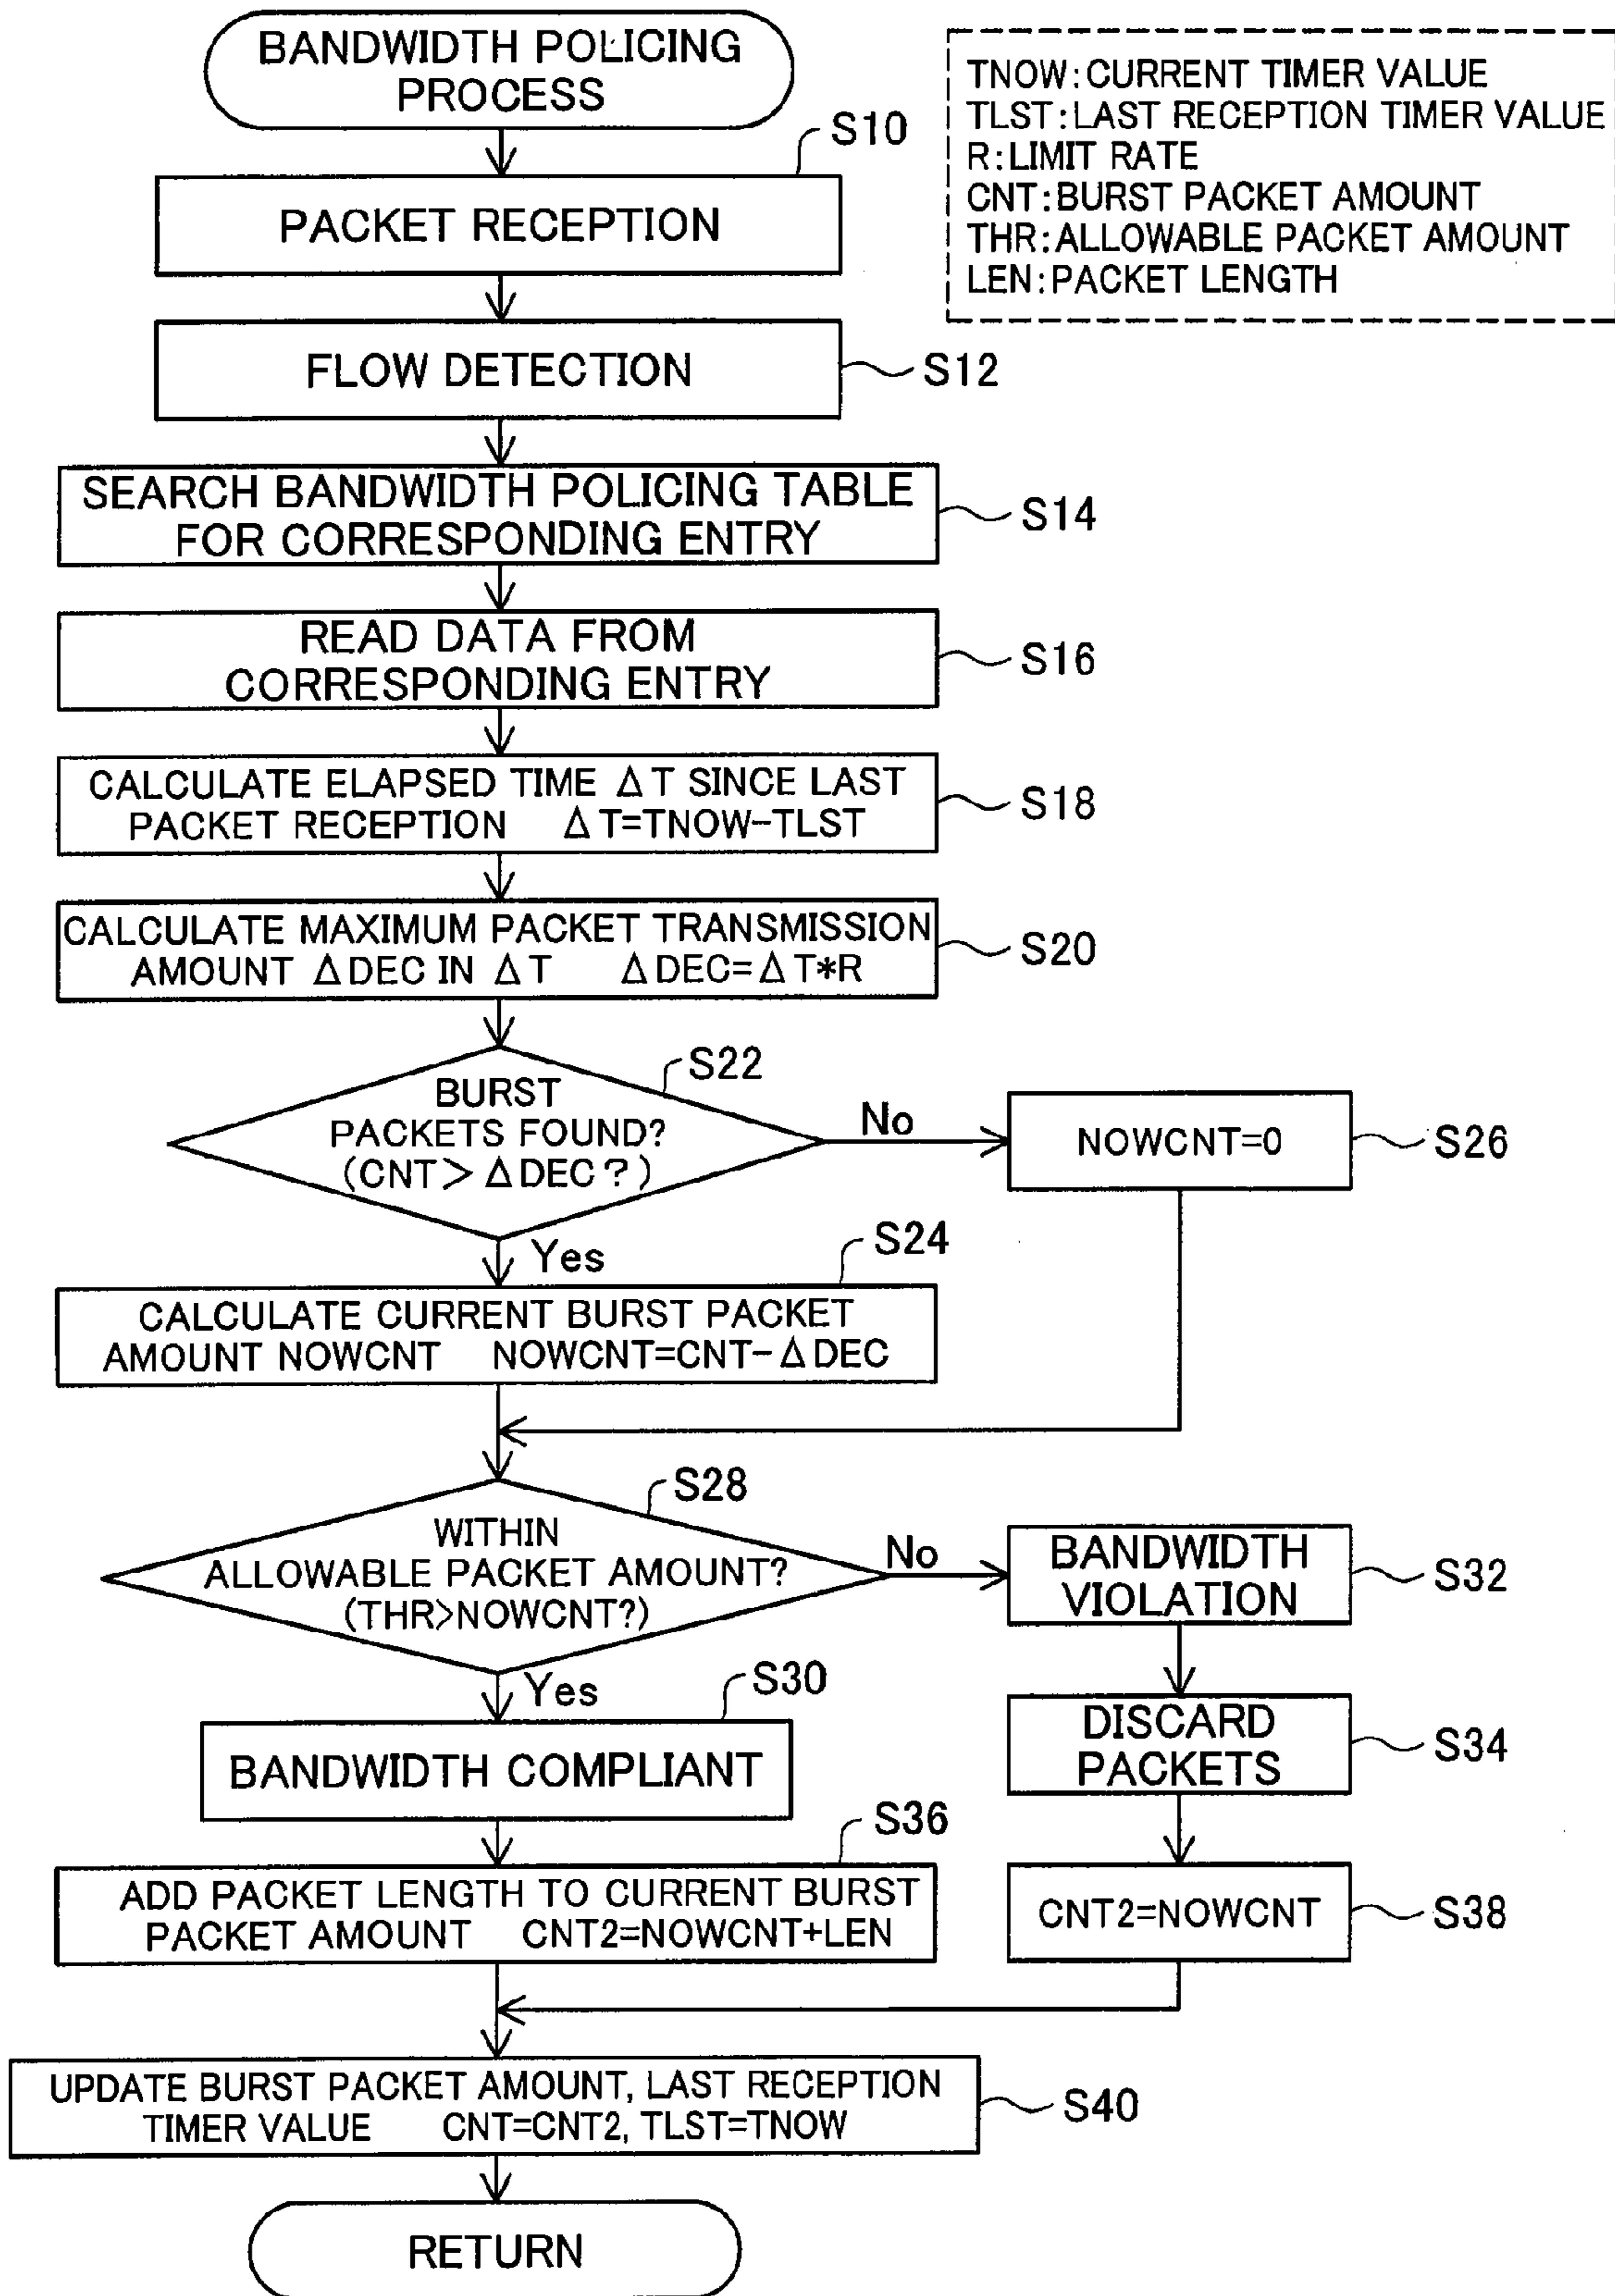 BANDWIDTH POLICING
PROCESS
TNOW:CURRENT TIMER VALUE
TLST:LAST RECEPTION TIMER VALUE
R:LIMIT RATE
CNT:BURST PACKET AMOUNT
THR:ALLOWABLE PACKET AMOUNT
LEN:PACKET LENGTH
S10
PACKET RECEPTION
FLOW DETECTION
S12
SEARCH BANDWIDTH POLICING TABLE
FOR CORRESPONDING ENTRY
S14
READ DATA FROM
CORRESPONDING ENTRY
S16
CALCULATE ELAPSED TIME ΔT SINCE LAST
PACKET RECEPTION ΔT=TNOW-TLST
S18
CALCULATE MAXIMUM PACKET TRANSMISSION
AMOUNT ΔDEC IN ΔT ΔDEC=ΔT*R
S20
S22
BURST
PACKETS FOUND?
(CNT>ΔDEC?)
No
NOWCNT=0
S26
Yes
S24
CALCULATE CURRENT BURST PACKET
AMOUNT NOWCNT NOWCNT=CNT-ΔDEC
S28
WITHIN
ALLOWABLE PACKET AMOUNT?
(THR>NOWCNT?)
No
BANDWIDTH
VIOLATION
S32
Yes
S30
BANDWIDTH COMPLIANT
DISCARD
PACKETS
S34
S36
ADD PACKET LENGTH TO CURRENT BURST
PACKET AMOUNT CNT2=NOWCNT+LEN
CNT2=NOWCNT
S38
UPDATE BURST PACKET AMOUNT, LAST RECEPTION
TIMER VALUE CNT=CNT2, TLST=TNOW
S40
RETURN